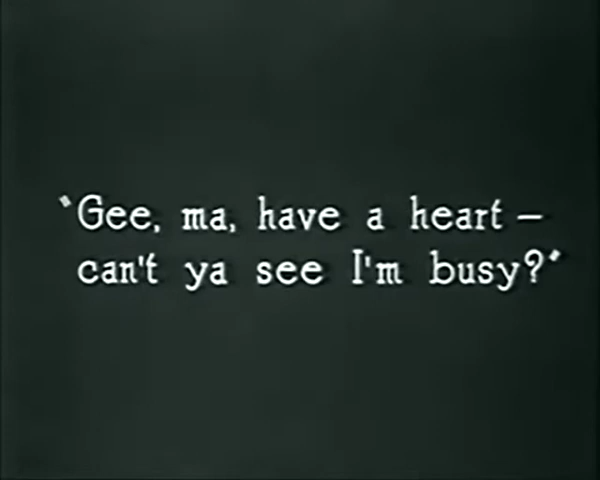 "Gee, ma, have a heart —
can't ya see I'm busy?"